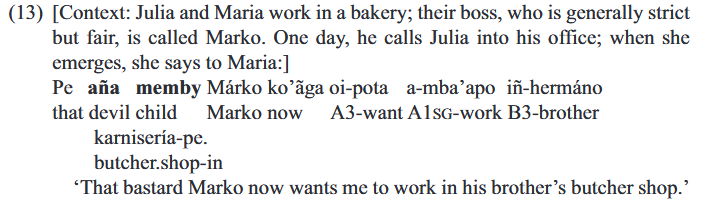 (13) [Context: Julia and Maria work in a bakery; their boss, who is generally strict
but fair, is called Marko. One day, he calls Julia into his office; when she
emerges, she says to Maria:]
Pe aña memby Márko ko’ãga oi-pota a-mba’apo iñ-hermáno
that devil child Marko now A3-want A1SG-work B3-brother
karnisería-pe.
butcher.shop-in
‘That bastard Marko now wants me to work in his brother’s butcher shop.’